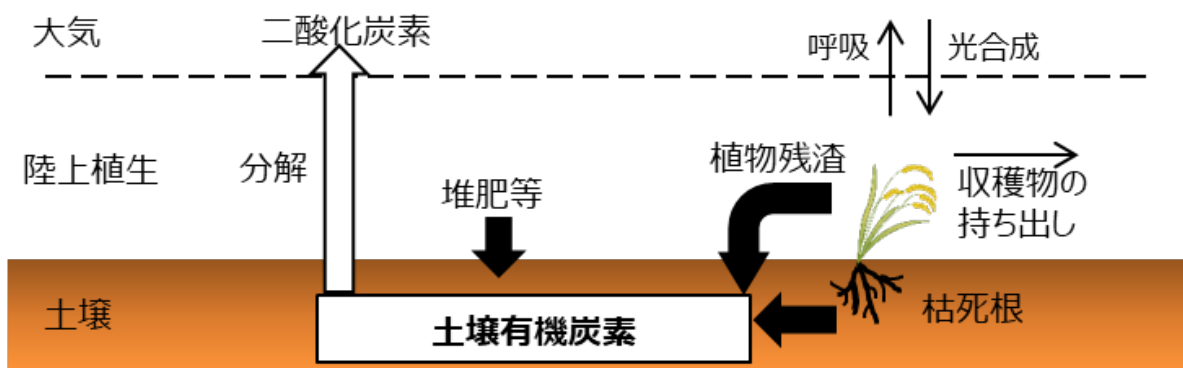 大気
二酸化炭素
呼吸
光合成
陸上植生
分解
堆肥等
植物残渣
収穫物の
持ち出し
土壌
土壌有機炭素
枯死根